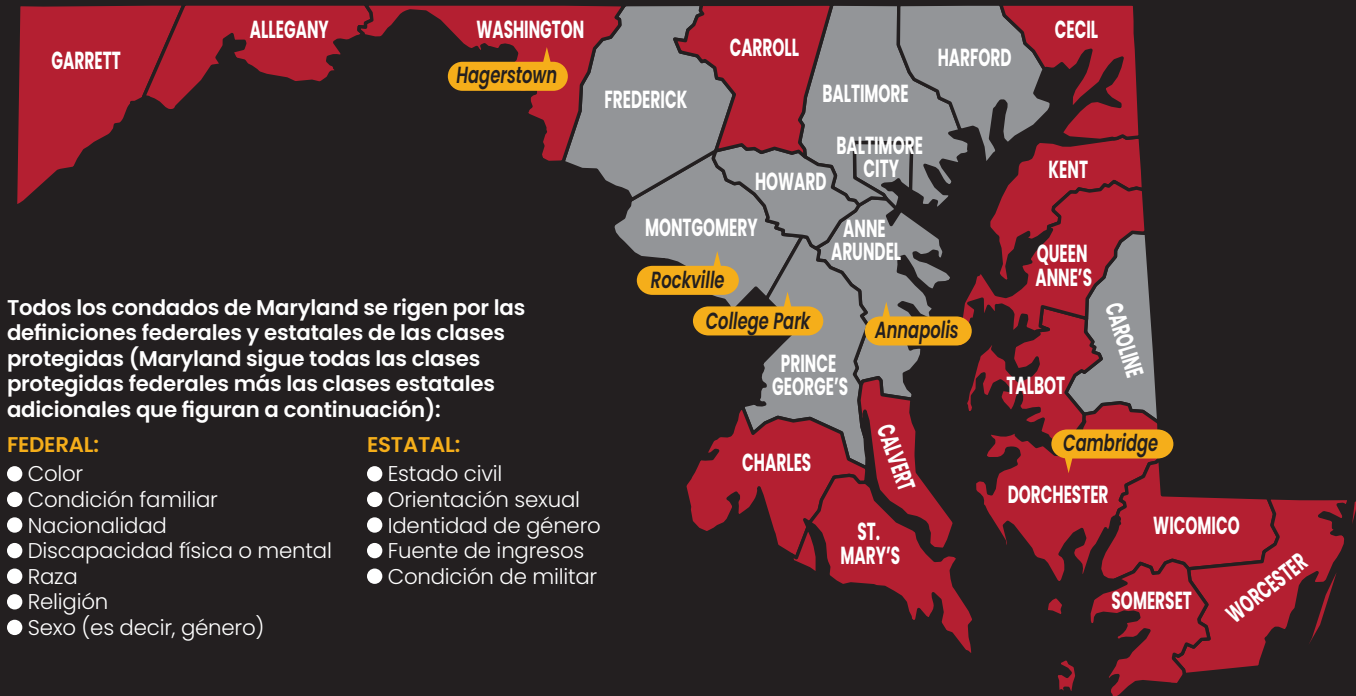 GARRETT
ALLEGANY
WASHINGTON
Hagerstown
FREDERICK
CARROLL
BALTIMORE
BALTIMORE
CITY
HARFORD
CECIL
HOWARD
KENT
MONTGOMERY
ANNE
ARUNDEL
QUEEN
ANNE'S
Rockville
College Park
Annapolis
CAROLINE
PRINCE
GEORGE'S
TALBOT
Cambridge
CHARLES
CALVERT
DORCHESTER
ST.
MARY'S
WICOMICO
SOMERSET
WORCESTER
Todos los condados de Maryland se rigen por las
definiciones federales y estatales de las clases
protegidas (Maryland sigue todas las clases
protegidas federales más las clases estatales
adicionales que figuran a continuación):
FEDERAL:
● Color
● Condición familiar
● Nacionalidad
● Discapacidad física o mental
● Raza
● Religión
● Sexo (es decir, género)
ESTATAL:
● Estado civil
● Orientación sexual
● Identidad de género
● Fuente de ingresos
● Condición de militar